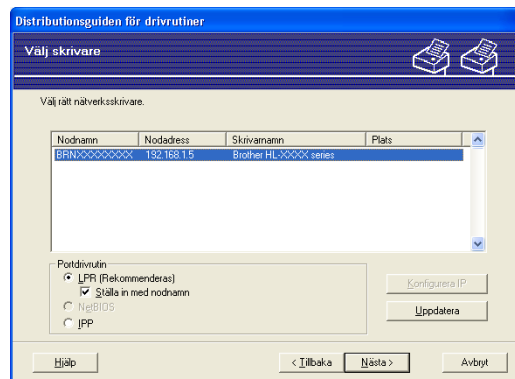 Distributionsguiden för drivrutiner
Välj skrivare
Välj rätt nätverksskrivare.
Nodnamn Nodadress Skrivarnamn Plats
BRNXXXXXXXX 192.168.1.5 Brother HL-XXXX series
Portdrivrutin
LPR (Rekommenderas)
Ställa in med nodnamn
NetBIOS
IPP
Konfigurera IP
Uppdatera
Hjälp < Tillbaka Nästa > Avbryt